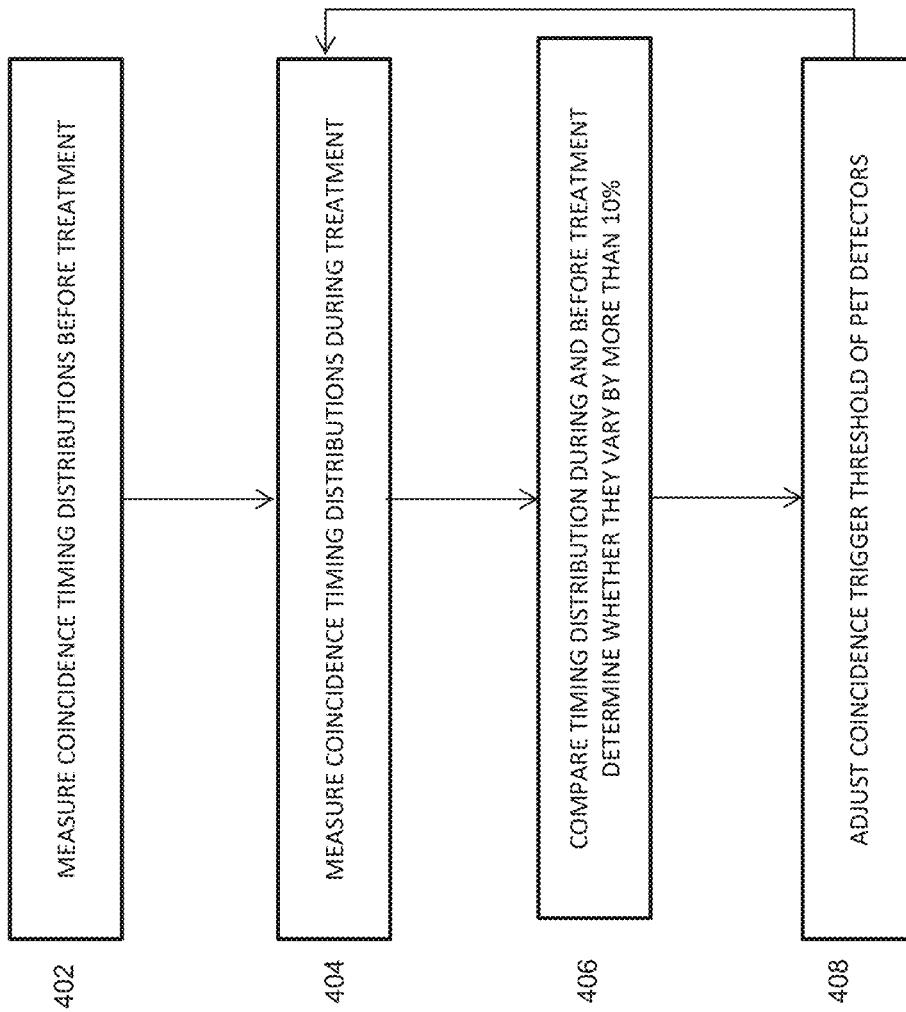 402
MEASURE COINCIDENCE TIMING DISTRIBUTIONS BEFORE TREATMENT
404
MEASURE COINCIDENCE TIMING DISTRIBUTIONS DURING TREATMENT
406
COMPARE TIMING DISTRIBUTION DURING AND BEFORE TREATMENT
DETERMINE WHETHER THEY VARY BY MORE THAN 10%
408
ADJUST COINCIDENCE TRIGGER THRESHOLD OF PET DETECTORS